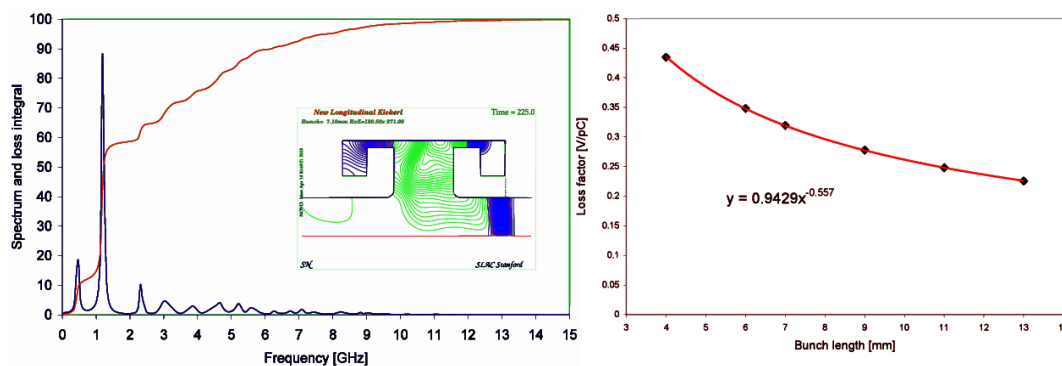 100
90
80
70
60
50
40
30
20
10
0
Spectrum and loss integral
0 1 2 3 4 5 6 7 8 9 10 11 12 13 14 15
Frequency [GHz]
New Longitudinal Kicker1
Time = 225.0
SN
SLAC Stanford
0.5
0.45
0.4
0.35
0.3
0.25
0.2
0.15
0.1
0.05
0
Loss factor [V/pC]
y = 0.9429x^-0.557
3 4 5 6 7 8 9 10 11 12 13 1
Bunch length [mm]